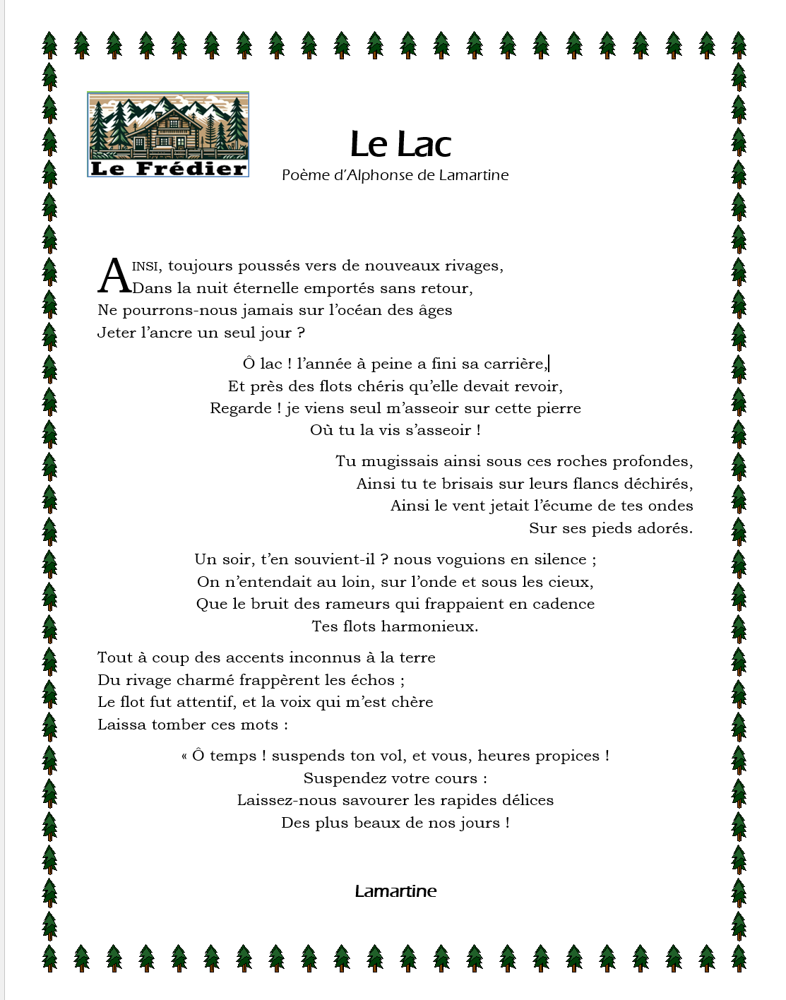 Le Frédier
Le Lac
Poème d’Alphonse de Lamartine
AINSI, toujours poussés vers de nouveaux rivages,
Dans la nuit éternelle emportés sans retour,
Ne pourrons-nous jamais sur l’océan des âges
Jeter l’ancre un seul jour ?
Ô lac ! l’année à peine a fini sa carrière,
Et près des flots chéris qu’elle devait revoir,
Regarde ! je viens seul m’asseoir sur cette pierre
Où tu la vis s’asseoir !
Tu mugissais ainsi sous ces roches profondes,
Ainsi tu te brisais sur leurs flancs déchirés,
Ainsi le vent jetait l’écume de tes ondes
Sur ses pieds adorés.
Un soir, t’en souvient-il ? nous voguions en silence ;
On n’entendait au loin, sur l’onde et sous les cieux,
Que le bruit des rameurs qui frappaient en cadence
Tes flots harmonieux.
Tout à coup des accents inconnus à la terre
Du rivage charmé frappèrent les échos ;
Le flot fut attentif, et la voix qui m’est chère
Laissa tomber ces mots :
« Ô temps ! suspends ton vol, et vous, heures propices !
Suspendez votre cours :
Laissez-nous savourer les rapides délices
Des plus beaux de nos jours !
Lamartine